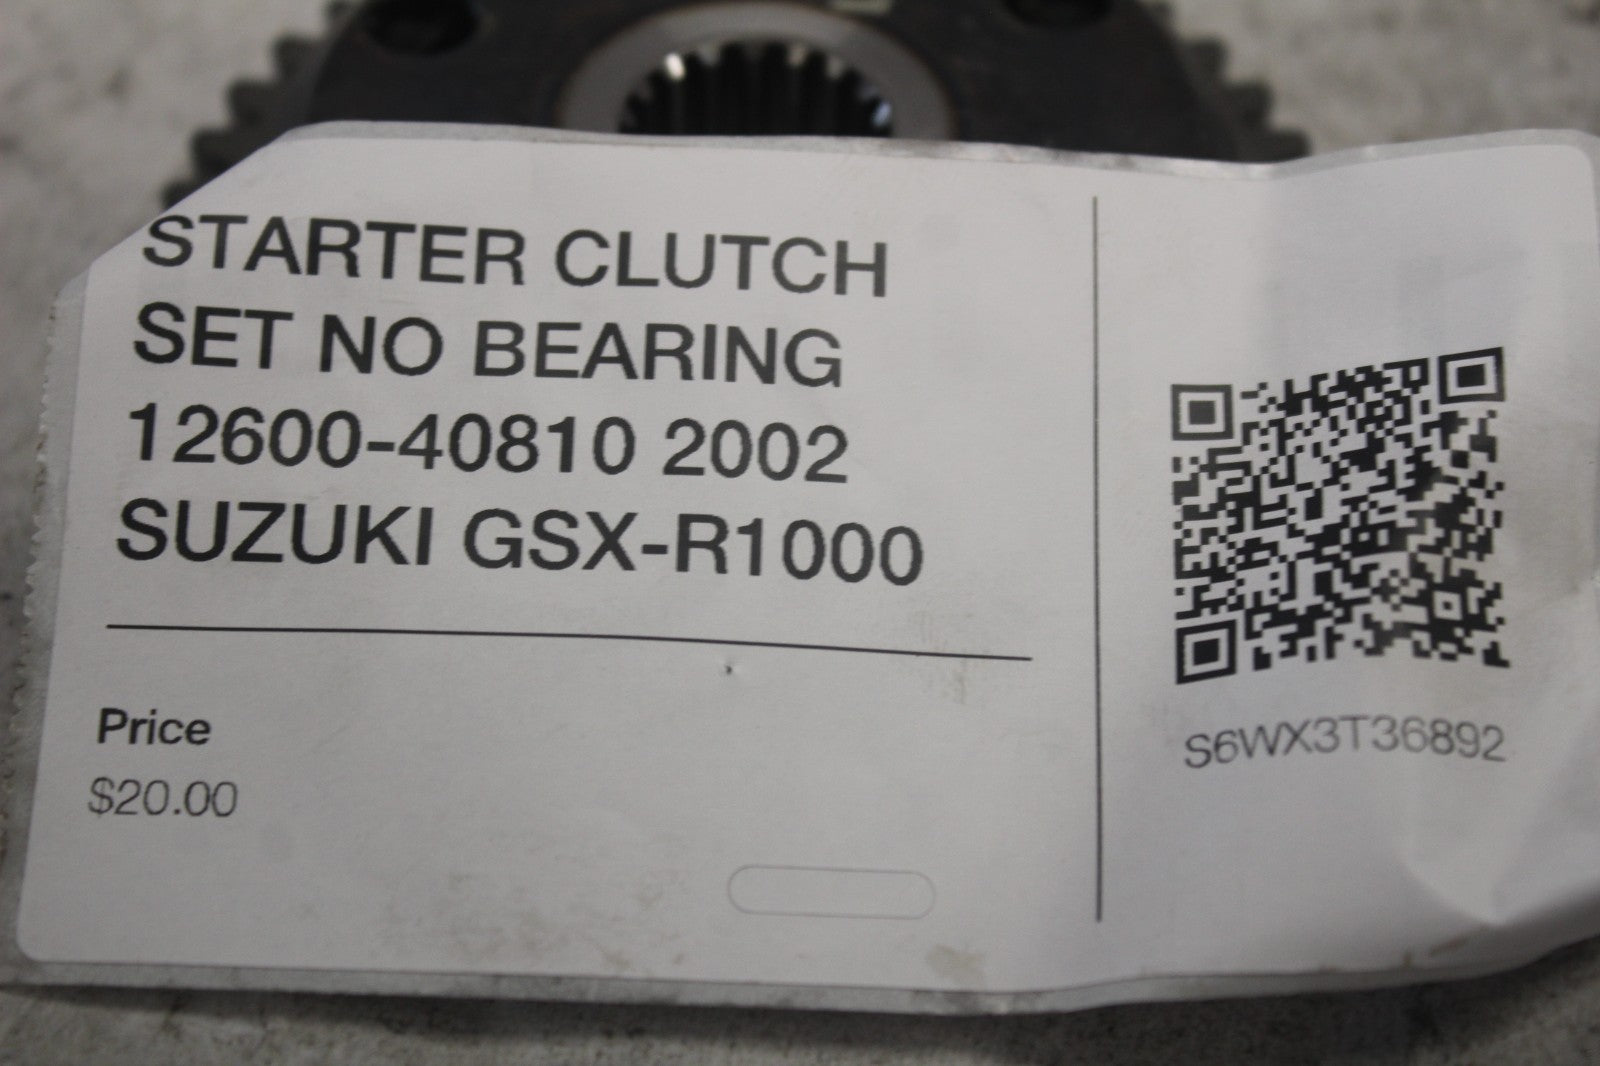 STARTER CLUTCH
SET NO BEARING
12600-40810 2002
SUZUKI GSX-R1000
Price
$20.00
S6WX3T36892